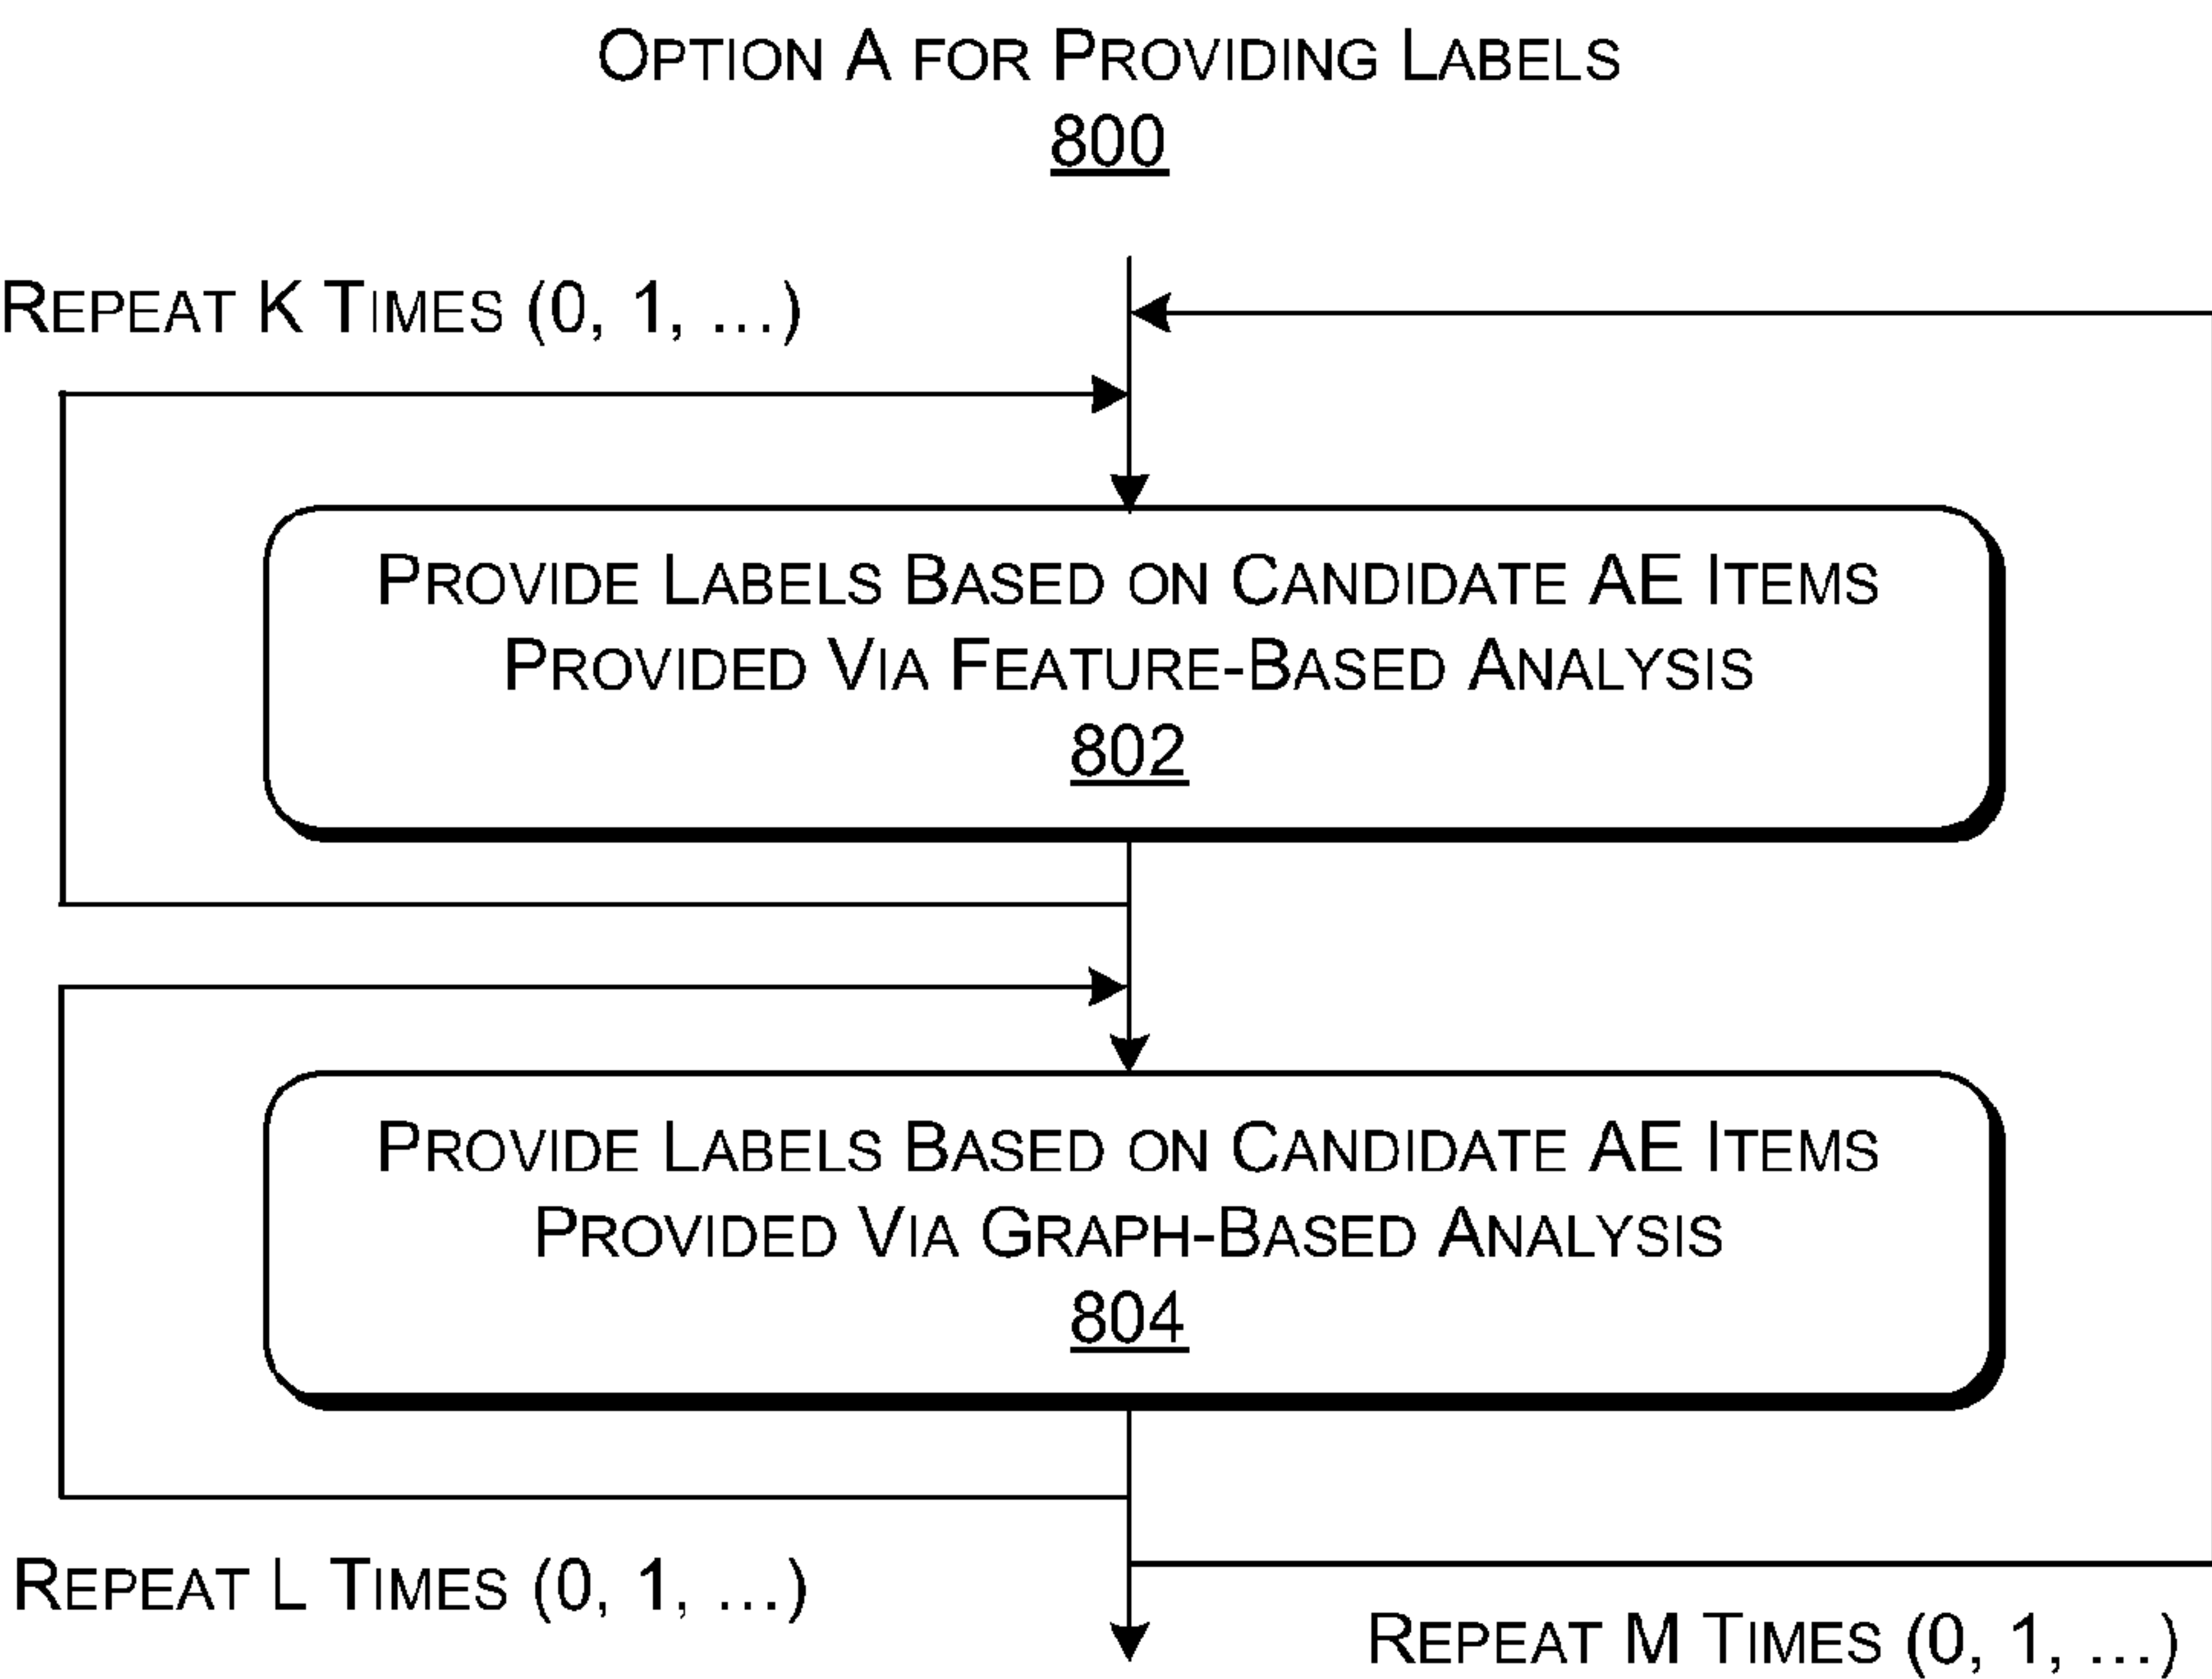 OPTION A FOR PROVIDING LABELS
800
REPEAT K TIMES (0, 1, ...)
PROVIDE LABELS BASED ON CANDIDATE AE ITEMS
PROVIDED VIA FEATURE-BASED ANALYSIS
802
PROVIDE LABELS BASED ON CANDIDATE AE ITEMS
PROVIDED VIA GRAPH-BASED ANALYSIS
804
REPEAT L TIMES (0, 1, ...)
REPEAT M TIMES (0, 1, ...)